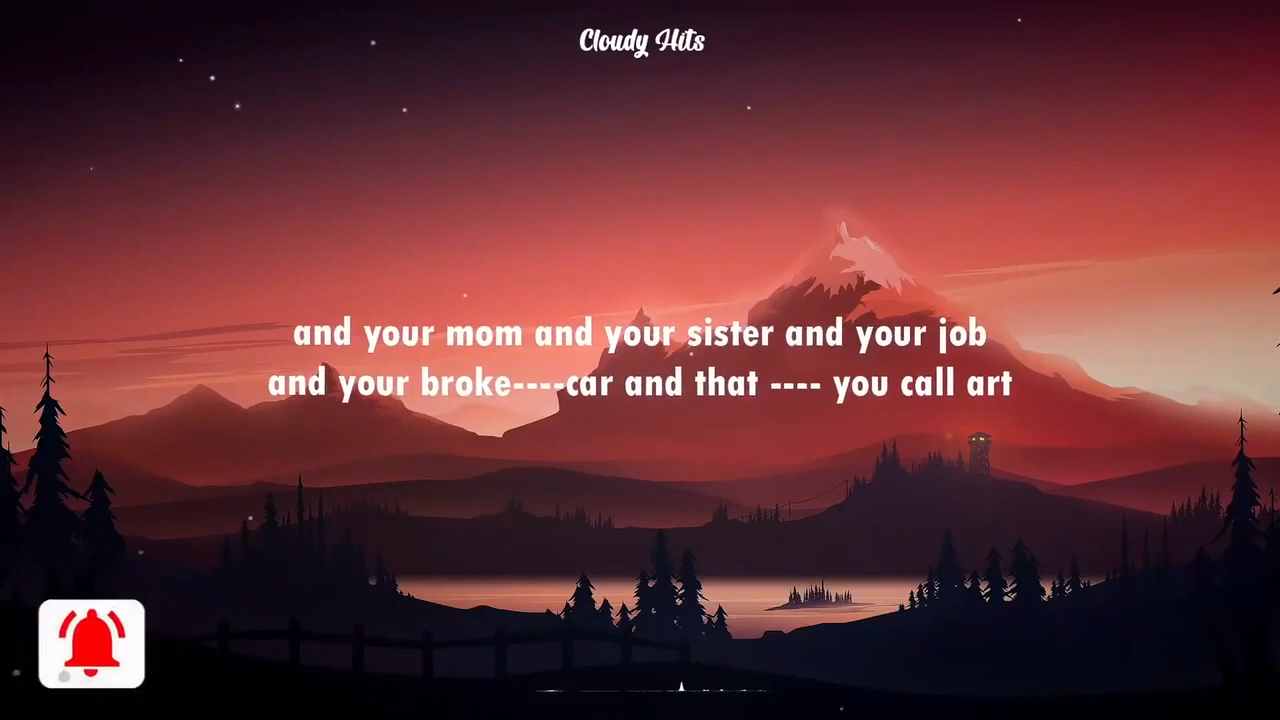 Cloudy Hits
and your mom and your sister and your job
and your broke----car and that ---- you call art